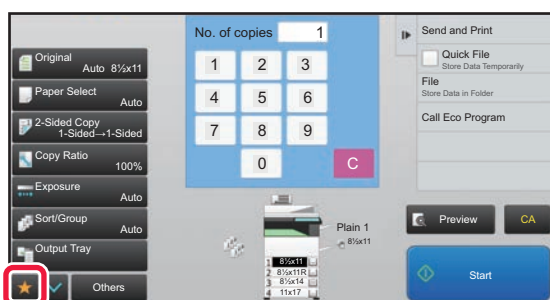 No. of copies 1
Original
Auto 8½x11
Paper Select
Auto
2-Sided Copy
1-Sided→1-Sided
Copy Ratio
100%
Exposure
Auto
Sort/Group
Auto
Output Tray
Others
1 2 3
4 5 6
7 8 9
0 C
Plain 1
8½x11
1 8½x11
2 8½x11R
3 8½x14
4 11x17
Send and Print
Quick File
Store Data Temporarily
File
Store Data in Folder
Call Eco Program
Preview
CA
Start